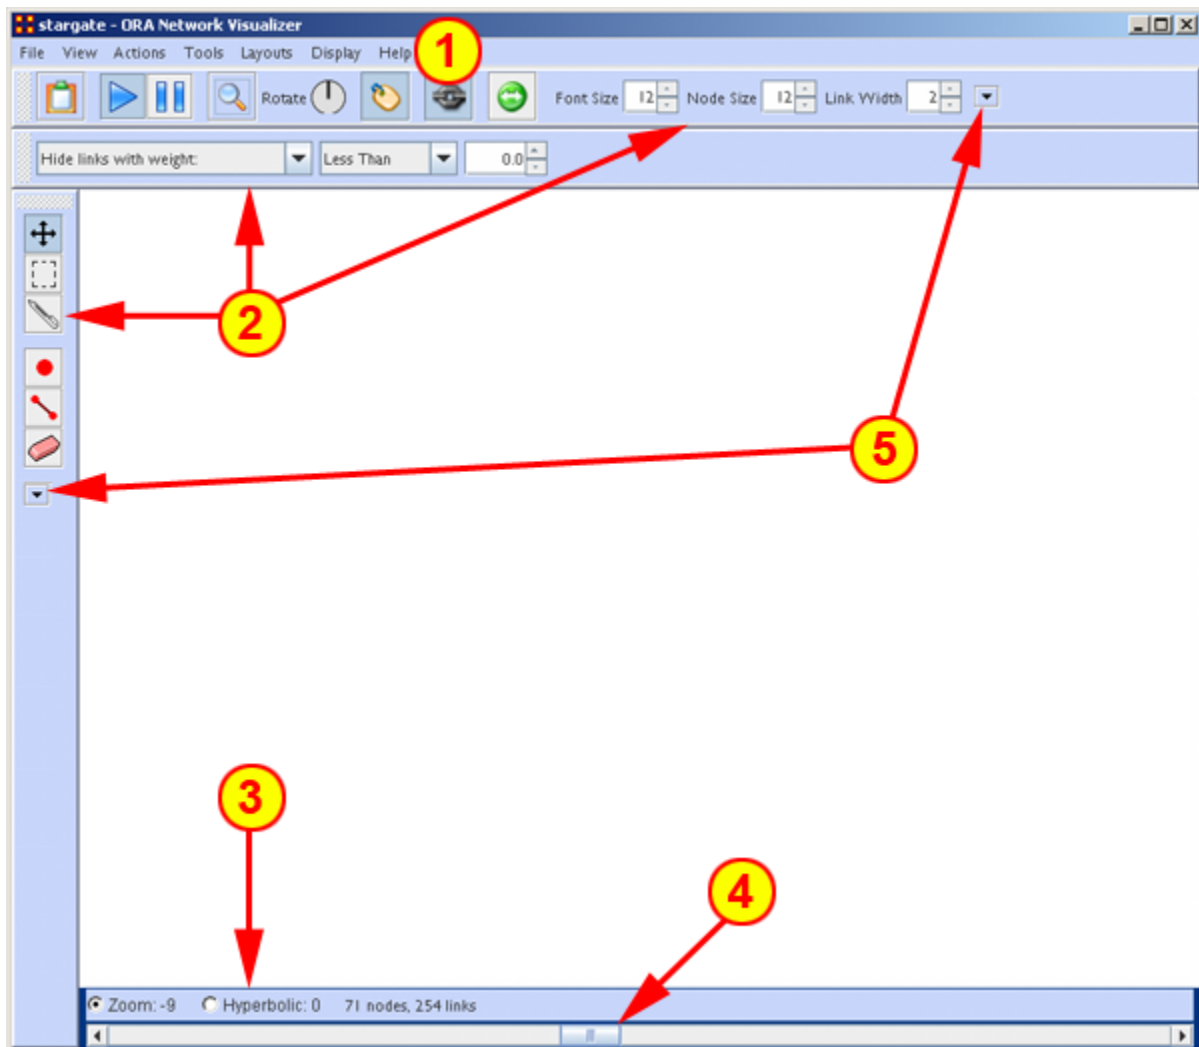 stargate - ORA Network Visualizer
File View Actions Tools Layouts Display Help
1
Rotate Font Size 12 Node Size 12 Link Width 2
Hide links with weight: Less Than 0.0
2
5
3
4
Zoom: -9 Hyperbolic: 0 71 nodes, 254 links